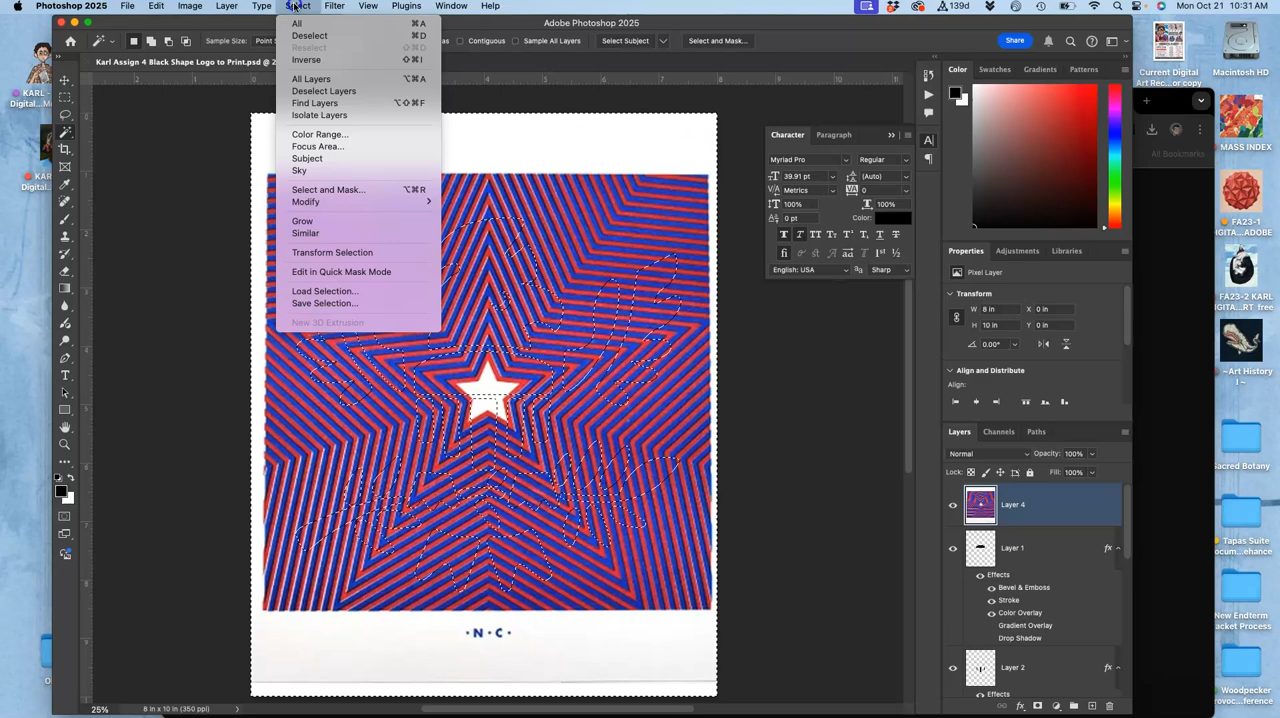 Photoshop 2025 File Edit Image Layer Type Select Filter View Plugins Window Help 139d Mon Oct 21 10:31 AM
Adobe Photoshop 2025
Sample Size: Point S Contiguous Sample All Layers Select Subject Select and Mask... Share
Karl Assign 4 Black Shape Logo to Print.psd @ 2
All ⌘A
Deselect ⌘D
Reselect ⇧⌘D
Inverse ⇧⌘I
All Layers ⌥⌘A
Deselect Layers
Find Layers ⌥⇧⌘F
Isolate Layers
Color Range...
Focus Area...
Subject
Sky
Select and Mask... ⌥⌘R
Modify
Grow
Similar
Transform Selection
Edit in Quick Mask Mode
Load Selection...
Save Selection...
New 3D Extrusion
·N·C·
25% 8 in x 10 in (350 ppi)
Character Paragraph
Myriad Pro Regular
39.91 pt (Auto)
Metrics 0
100% 100%
0 pt Color:
English: USA Sharp
Color Swatches Gradients Patterns
Properties Adjustments Libraries
Pixel Layer
Transform
W 8 in X 0 in
H 10 in Y 0 in
0.00°
Align and Distribute
Align:
Layers Channels Paths
Normal Opacity: 100%
Lock: Fill: 100%
Layer 4
Layer 1 fx
Effects
Bevel & Emboss
Stroke
Color Overlay
Gradient Overlay
Drop Shadow
Layer 2 fx
Effects
All Bookmarks
KARL -
Digital
Digital
Current Digital
Art Rec...or copy
Macintosh HD
MASS INDEX
FA23-1
DIGITA...ADOBE
FA23-2 KARL
DIGIT...RT free
~Art History
I ~
Sacred Botany
Tapas Suite
Docum...ehance
New Endterm
Packet Process
Woodpecker
Provoc...ference